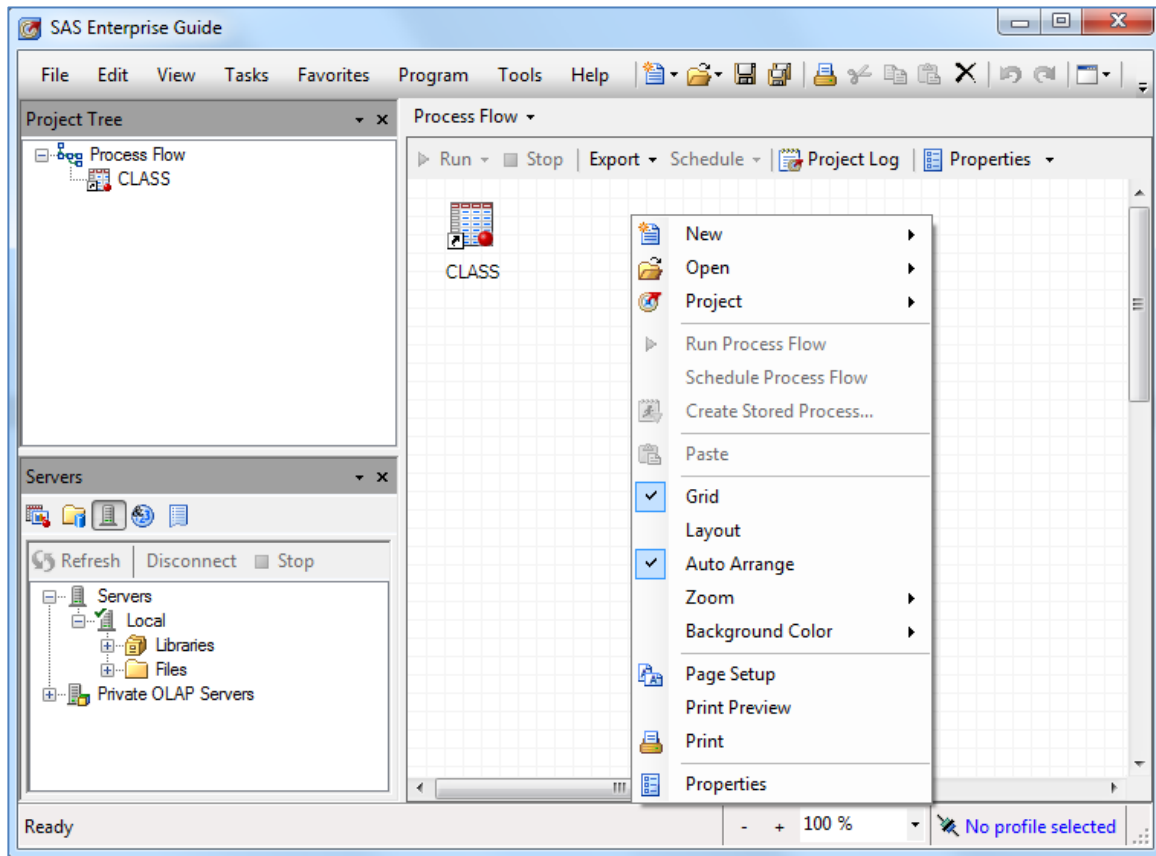 SAS Enterprise Guide
File Edit View Tasks Favorites Program Tools Help
Project Tree
Process Flow
CLASS
Process Flow
Run Stop Export Schedule Project Log Properties
CLASS
New
Open
Project
Run Process Flow
Schedule Process Flow
Create Stored Process...
Paste
Grid
Layout
Auto Arrange
Zoom
Background Color
Page Setup
Print Preview
Print
Properties
Servers
Refresh Disconnect Stop
Servers
Local
Libraries
Files
Private OLAP Servers
Ready
- + 100 % No profile selected